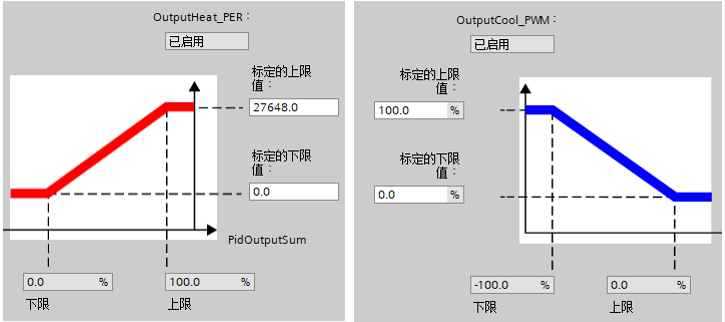 OutputHeat_PER：
已启用
标定的上限
值：
27648.0
标定的下限
值：
0.0
PidOutputSum
0.0 %
100.0 %
下限
上限
OutputCool_PWM：
已启用
标定的上限
值：
100.0 %
标定的下限
值：
0.0 %
-100.0 %
0.0 %
下限
上限